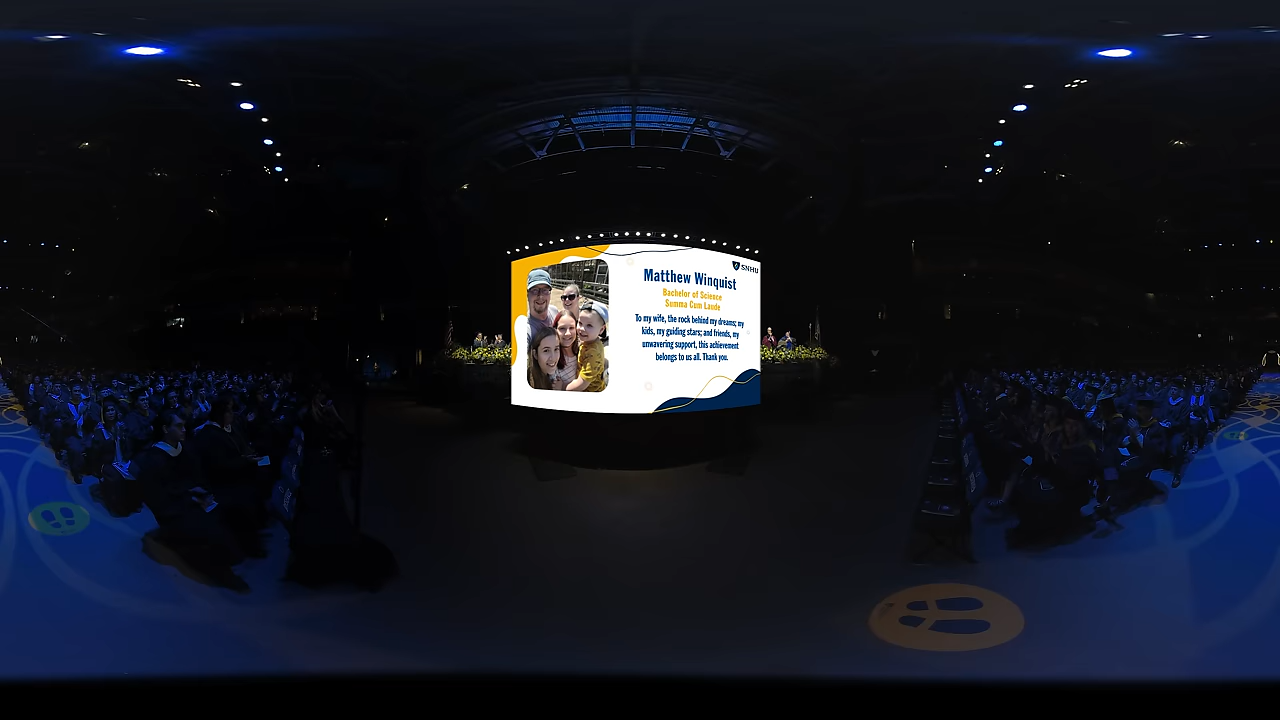 SNHU
Matthew Winquist
Bachelor of Science
Summa Cum Laude
To my wife, the rock behind my dreams; my
kids, my guiding stars; and friends, my
unwavering support, this achievement
belongs to us all. Thank you.